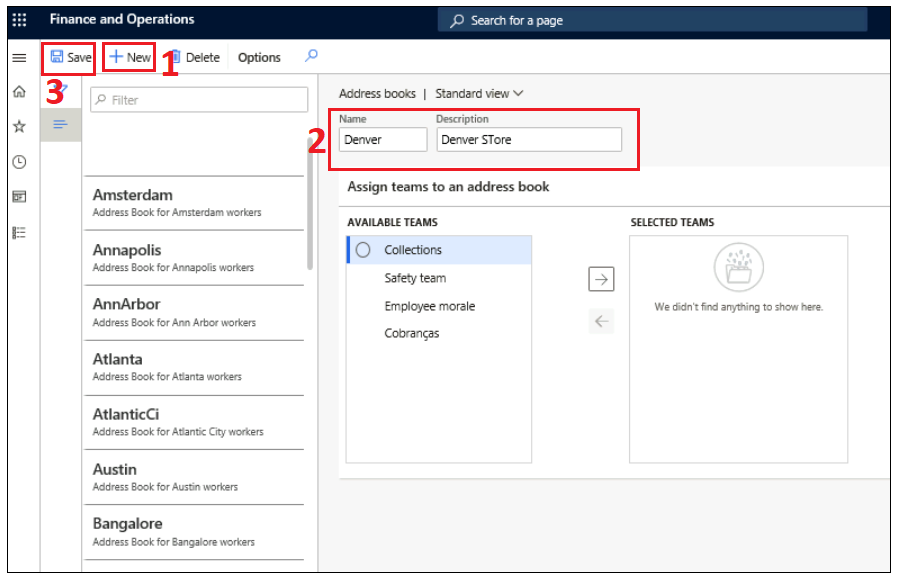 Finance and Operations
Search for a page
Save
New
Delete
Options
1
3
Filter
Address books | Standard view
2
Name
Description
Denver
Denver STore
Assign teams to an address book
AVAILABLE TEAMS
SELECTED TEAMS
Collections
Safety team
Employee morale
Cobranças
We didn't find anything to show here.
Amsterdam
Address Book for Amsterdam workers
Annapolis
Address Book for Annapolis workers
AnnArbor
Address Book for Ann Arbor workers
Atlanta
Address Book for Atlanta workers
AtlanticCi
Address Book for Atlantic City workers
Austin
Address Book for Austin workers
Bangalore
Address Book for Bangalore workers